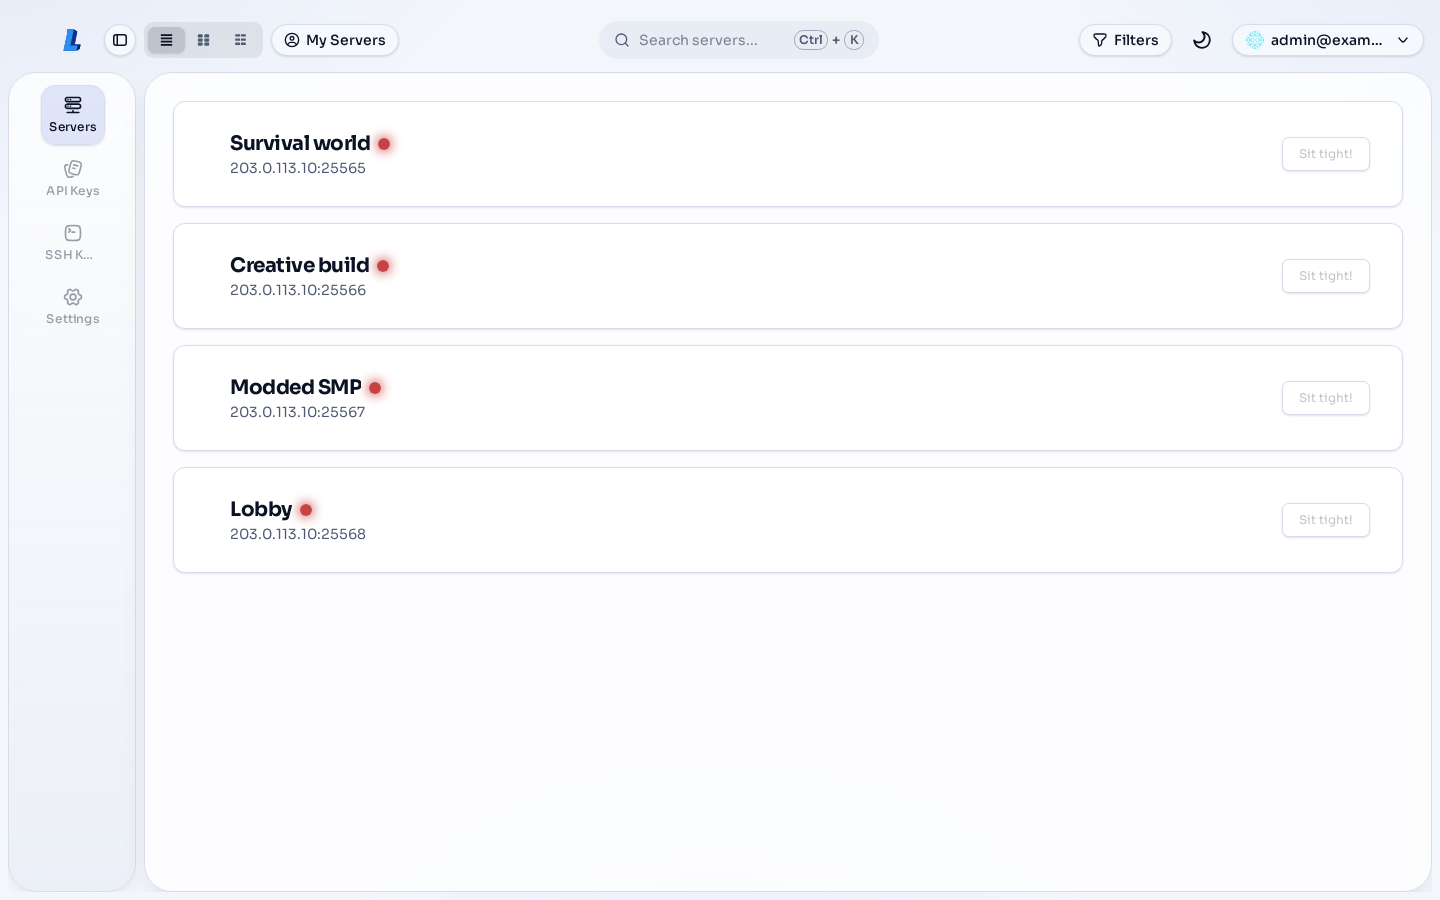 My Servers
Search servers...
Ctrl + K
Filters
admin@exam...
Servers
API Keys
SSH K...
Settings
Survival world
203.0.113.10:25565
Sit tight!
Creative build
203.0.113.10:25566
Sit tight!
Modded SMP
203.0.113.10:25567
Sit tight!
Lobby
203.0.113.10:25568
Sit tight!